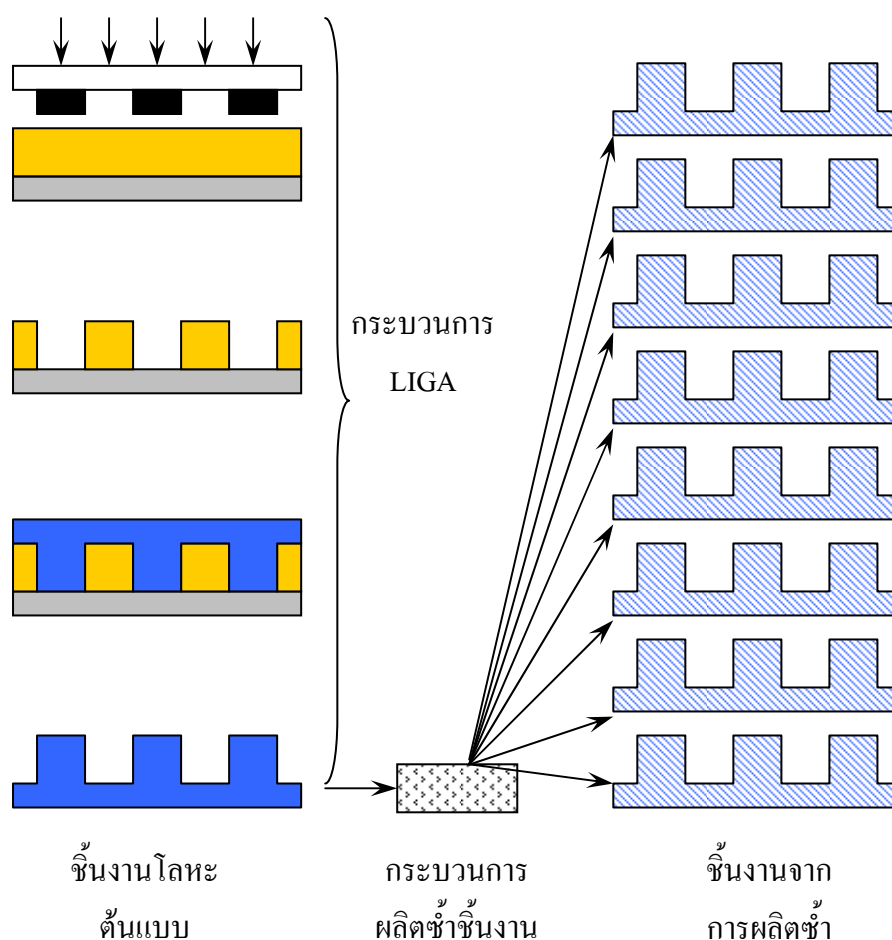 กระบวนการ
LIGA
ชิ้นงานโลหะ
ต้นแบบ
กระบวนการ
ผลิตซ้ำชิ้นงาน
ชิ้นงานจาก
การผลิตซ้ำ